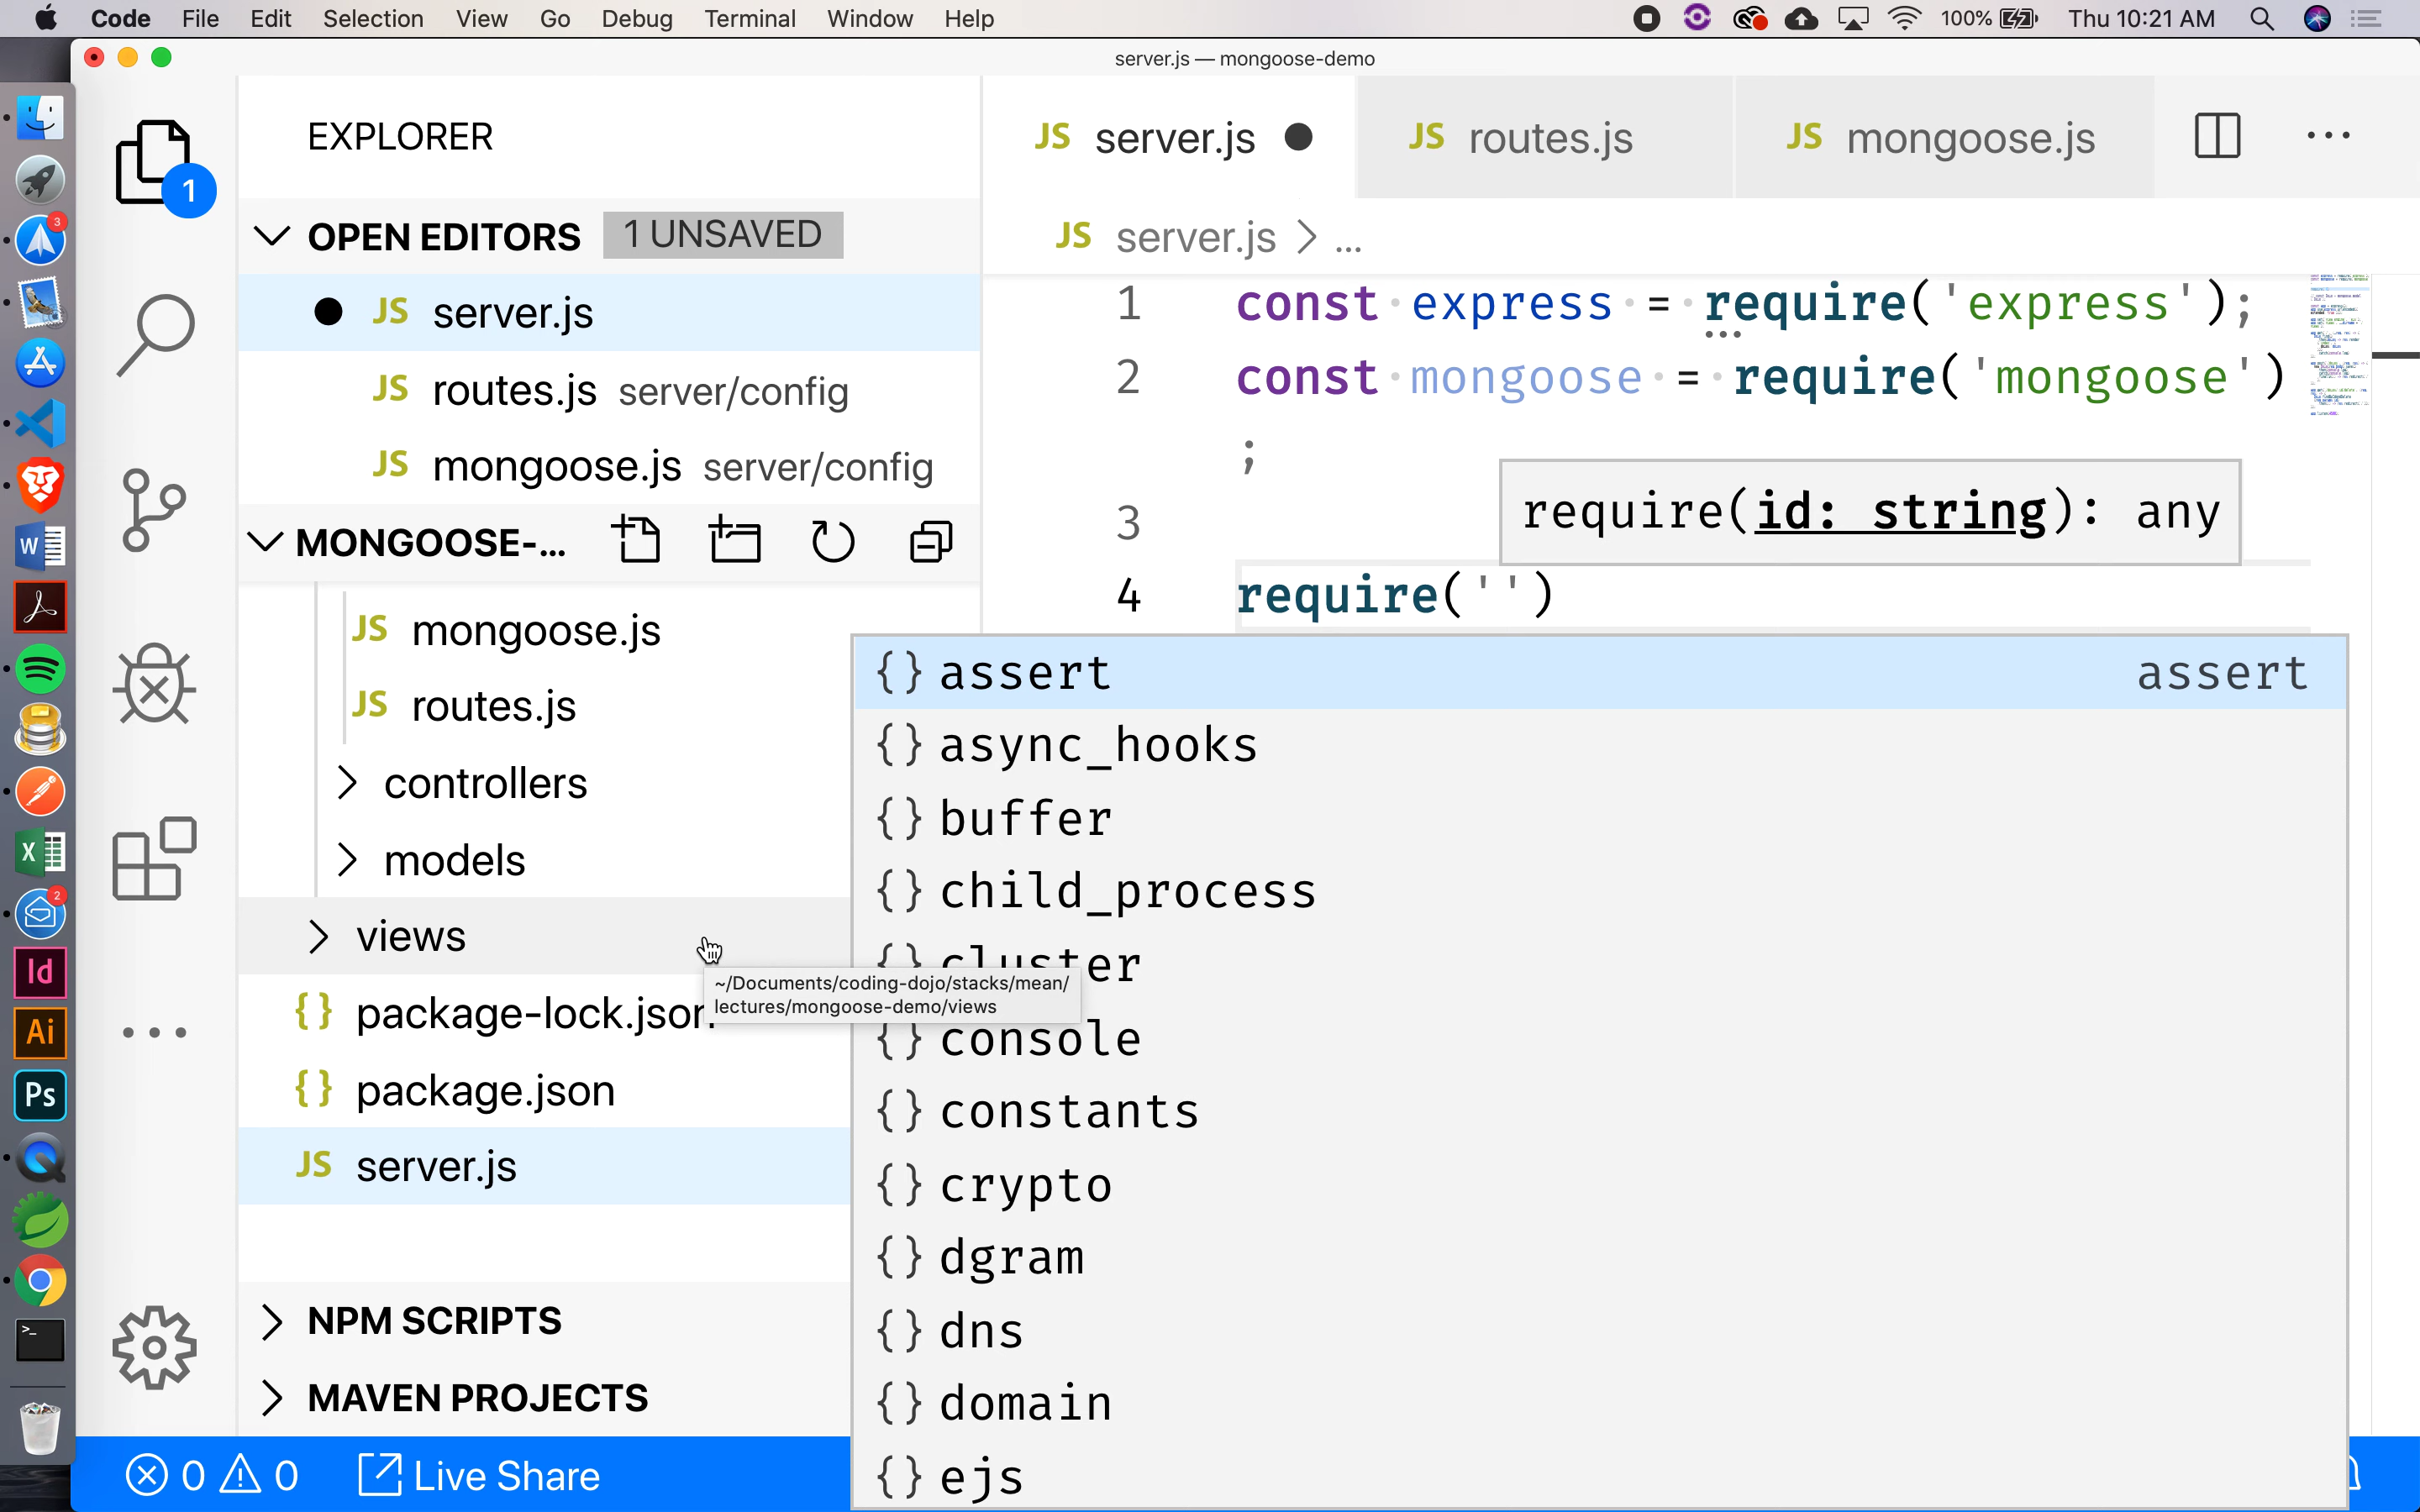 Code File Edit Selection View Go Debug Terminal Window Help 100% Thu 10:21 AM
server.js — mongoose-demo
EXPLORER
1
OPEN EDITORS 1 UNSAVED
JS server.js
JS routes.js server/config
JS mongoose.js server/config
MONGOOSE-...
JS mongoose.js
JS routes.js
> controllers
> models
> views
~/Documents/coding-dojo/stacks/mean/
lectures/mongoose-demo/views
{} package-lock.json
{} package.json
JS server.js
> NPM SCRIPTS
> MAVEN PROJECTS
0 0 Live Share
JS server.js JS routes.js JS mongoose.js ...
JS server.js > ...
1 const express = require('express');
2 const mongoose = require('mongoose')
;
3
require(id: string): any
4 require('')
{} assert assert
{} async_hooks
{} buffer
{} child_process
{} cluster
{} console
{} constants
{} crypto
{} dgram
{} dns
{} domain
{} ejs
3
W
X
2
Id
Ai
Ps